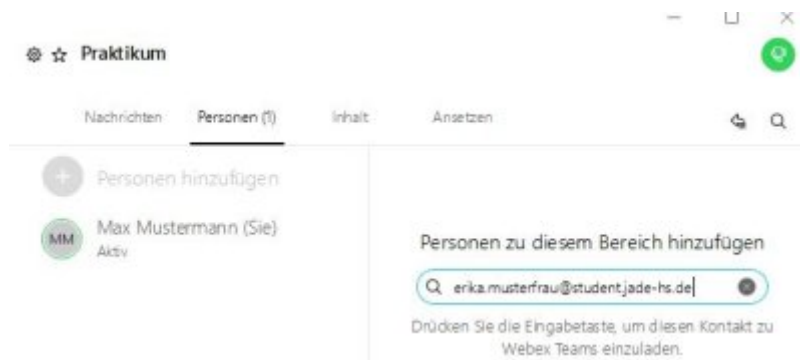 Praktikum
Nachrichten Personen (1) Inhalt Ansetzen
Personen hinzufügen
MM
Max Mustermann (Sie)
Aktiv
Personen zu diesem Bereich hinzufügen
erika.musterfrau@student.jade-hs.de
Drücken Sie die Eingabetaste, um diesen Kontakt zu
Webex Teams einzuladen.